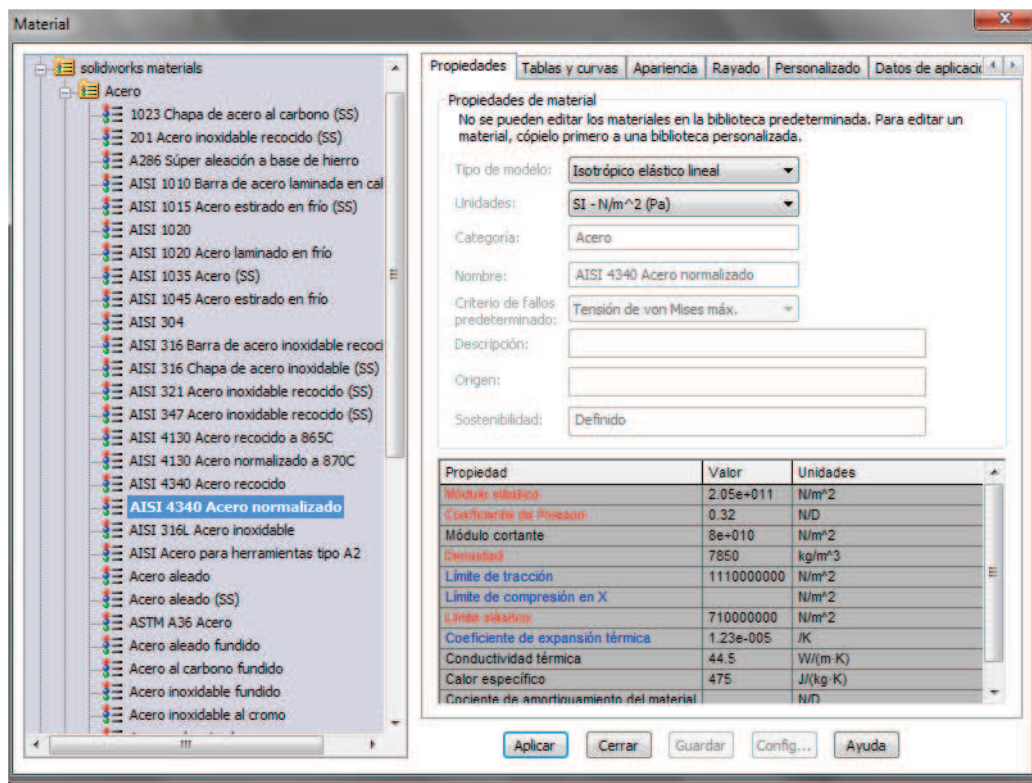 Material
solidworks materials
Acero
1023 Chapa de acero al carbono (SS)
201 Acero inoxidable recocido (SS)
A286 Súper aleación a base de hierro
AISI 1010 Barra de acero laminada en cal
AISI 1015 Acero estirado en frío (SS)
AISI 1020
AISI 1020 Acero laminado en frío
AISI 1035 Acero (SS)
AISI 1045 Acero estirado en frío
AISI 304
AISI 316 Barra de acero inoxidable recoci
AISI 316 Chapa de acero inoxidable (SS)
AISI 321 Acero inoxidable recocido (SS)
AISI 347 Acero inoxidable recocido (SS)
AISI 4130 Acero recocido a 865C
AISI 4130 Acero normalizado a 870C
AISI 4340 Acero recocido
AISI 4340 Acero normalizado
AISI 316L Acero inoxidable
AISI Acero para herramientas tipo A2
Acero aleado
Acero aleado (SS)
ASTM A36 Acero
Acero aleado fundido
Acero al carbono fundido
Acero inoxidable fundido
Acero inoxidable al cromo
Propiedades Tablas y curvas Apariencia Rayado Personalizado Datos de aplicació
Propiedades de material
No se pueden editar los materiales en la biblioteca predeterminada. Para editar un
material, cópielo primero a una biblioteca personalizada.
Tipo de modelo: Isotrópico elástico lineal
Unidades: SI - N/m^2 (Pa)
Categoría: Acero
Nombre: AISI 4340 Acero normalizado
Criterio de fallos
predeterminado: Tensión de von Mises máx.
Descripción:
Origen:
Sostenibilidad: Definido
Propiedad Valor Unidades
Módulo elástico 2.05e+011 N/m^2
Coeficiente de Poisson 0.32 N/D
Módulo cortante 8e+010 N/m^2
Densidad 7850 kg/m^3
Límite de tracción 1110000000 N/m^2
Límite de compresión en X N/m^2
Límite elástico 710000000 N/m^2
Coeficiente de expansión térmica 1.23e-005 /K
Conductividad térmica 44.5 W/(m·K)
Calor específico 475 J/(kg·K)
Cociente de amortiguamiento del material N/D
Aplicar Cerrar Guardar Config... Ayuda